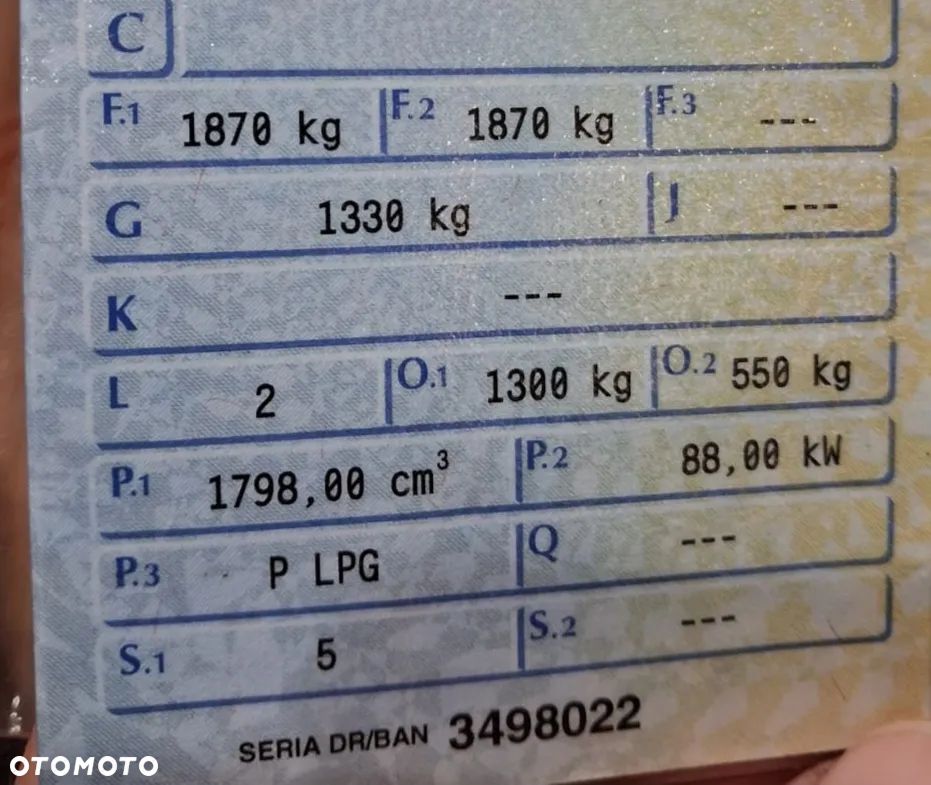 C
F.1 1870 kg F.2 1870 kg F.3 ---
G 1330 kg J ---
K ---
L 2 O.1 1300 kg O.2 550 kg
P.1 1798,00 cm³ P.2 88,00 kW
P.3 P LPG Q ---
S.1 5 S.2 ---
SERIA DR/BAN 3498022
OTOMOTO